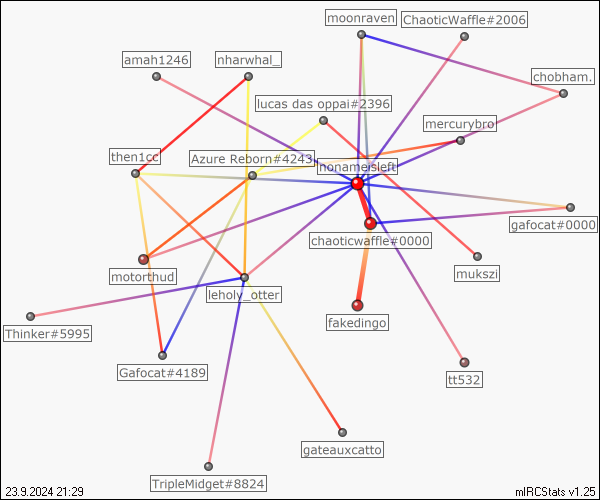 moonraven
ChaoticWaffle#2006
amah1246
nharwhal_
chobham.
lucas das oppai#2396
mercurybro
then1cc
Azure Reborn#4243
nonameisleft
gafocat#0000
chaoticwaffle#0000
motorthud
mukszi
leholy_otter
Thinker#5995
fakedingo
Gafocat#4189
tt532
gateauxcatto
TripleMidget#8824
23.9.2024 21:29
mIRCStats v1.25